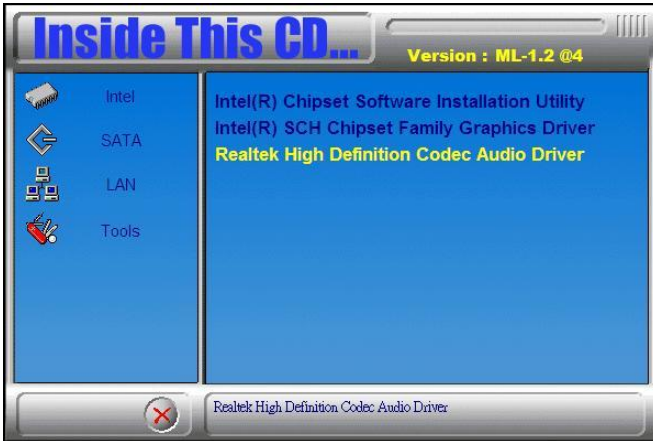 Inside This CD...
Version : ML-1.2 @4
Intel
SATA
LAN
Tools
Intel(R) Chipset Software Installation Utility
Intel(R) SCH Chipset Family Graphics Driver
Realtek High Definition Codec Audio Driver
Realtek High Definition Codec Audio Driver